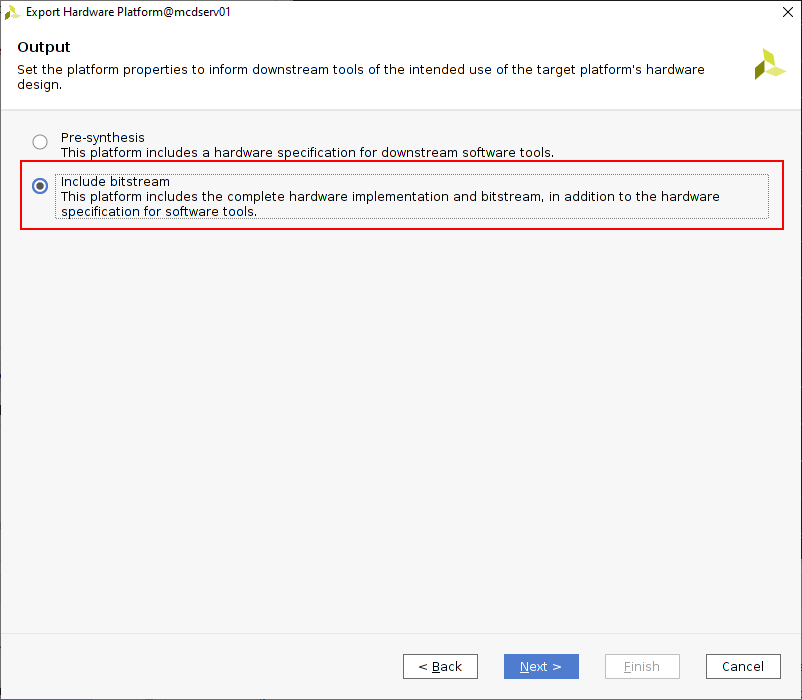 Export Hardware Platform@mcdserv01
Output
Set the platform properties to inform downstream tools of the intended use of the target platform's hardware
design.
Pre-synthesis
This platform includes a hardware specification for downstream software tools.
Include bitstream
This platform includes the complete hardware implementation and bitstream, in addition to the hardware
specification for software tools.
< Back
Next >
Finish
Cancel